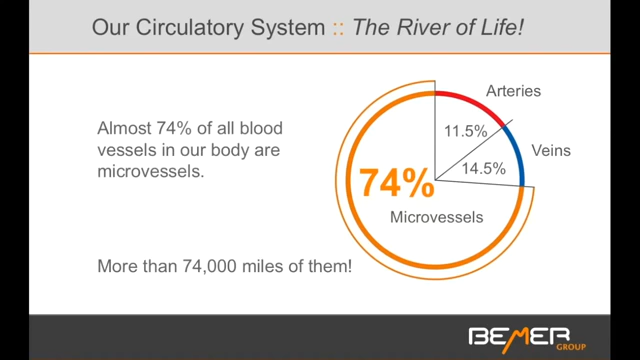 Our Circulatory System :: The River of Life!
Almost 74% of all blood
vessels in our body are
microvessels.
More than 74,000 miles of them!
Arteries
11.5%
Veins
14.5%
74%
Microvessels
BEMER
GROUP